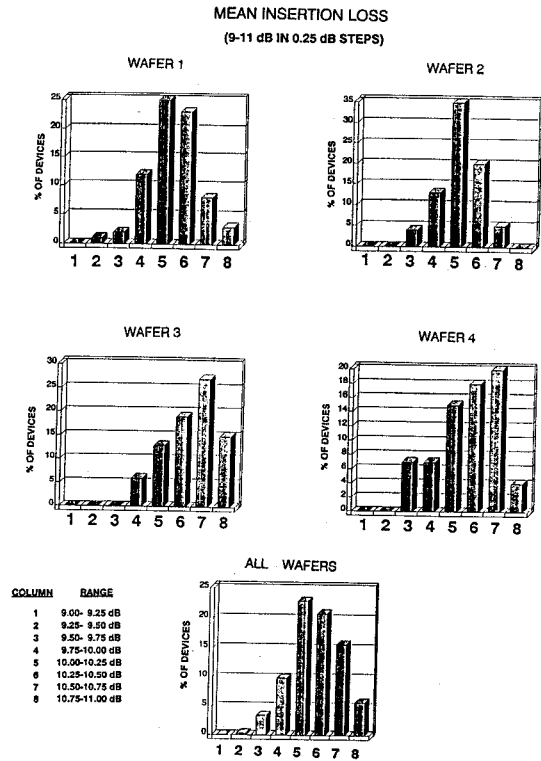 MEAN INSERTION LOSS
(9-11 dB IN 0.25 dB STEPS)
WAFER 1
% OF DEVICES
25
20
15
10
5
0
1 2 3 4 5 6 7 8
WAFER 2
% OF DEVICES
35
30
25
20
15
10
5
0
1 2 3 4 5 6 7 8
WAFER 3
% OF DEVICES
30
25
20
15
10
5
0
1 2 3 4 5 6 7 8
WAFER 4
% OF DEVICES
20
18
16
14
12
10
8
6
4
2
0
1 2 3 4 5 6 7 8
COLUMN RANGE
1 9.00- 9.25 dB
2 9.25- 9.50 dB
3 9.50- 9.75 dB
4 9.75-10.00 dB
5 10.00-10.25 dB
6 10.25-10.50 dB
7 10.50-10.75 dB
8 10.75-11.00 dB
ALL WAFERS
% OF DEVICES
25
20
15
10
5
0
1 2 3 4 5 6 7 8